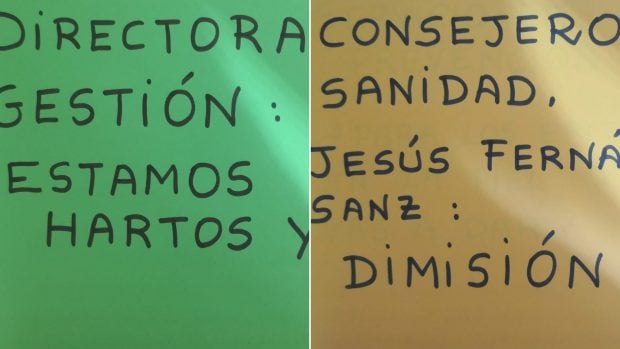 DIRECTORA
GESTIÓN :
ESTAMOS
HARTOS Y
CONSEJERO
SANIDAD.
JESÚS FERNÁ
SANZ :
DIMISIÓN